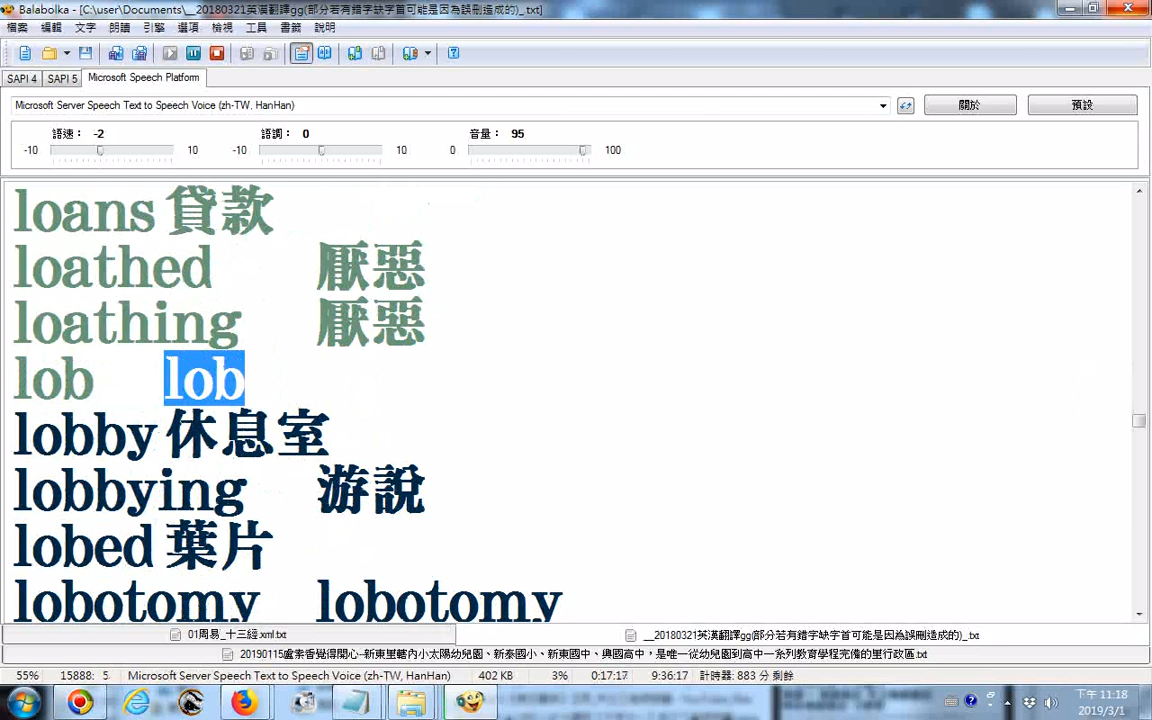 Balabolka - [C:\user\Documents\__20180321英漢翻譯gg(部分若有錯字缺字首可能是因為誤刪造成的)_.txt]
檔案 編輯 文字 朗讀 引擎 選項 檢視 工具 書籤 說明
SAPI 4 SAPI 5 Microsoft Speech Platform
Microsoft Server Speech Text to Speech Voice (zh-TW, HanHan) 關於 預設
語速： -2 語調： 0 音量： 95
-10 10 -10 10 0 100
loans 貸款
loathed 厭惡
loathing 厭惡
lob lob
lobby 休息室
lobbying 游說
lobed 葉片
lobotomy lobotomy
01周易_十三經.xml.txt __20180321英漢翻譯gg(部分若有錯字缺字首可能是因為誤刪造成的)_.txt
20190115盧素香覺得開心--新東里轄內小太陽幼兒園、新泰國小、新東國中、興國高中，是唯一從幼兒園到高中一系列教育學程完備的里行政區.txt
55% 15888: 5 Microsoft Server Speech Text to Speech Voice (zh-TW, HanHan) 402 KB 3% 0:17:17 9:36:17 計時器: 883 分 剩餘
下午 11:18
2019/3/1